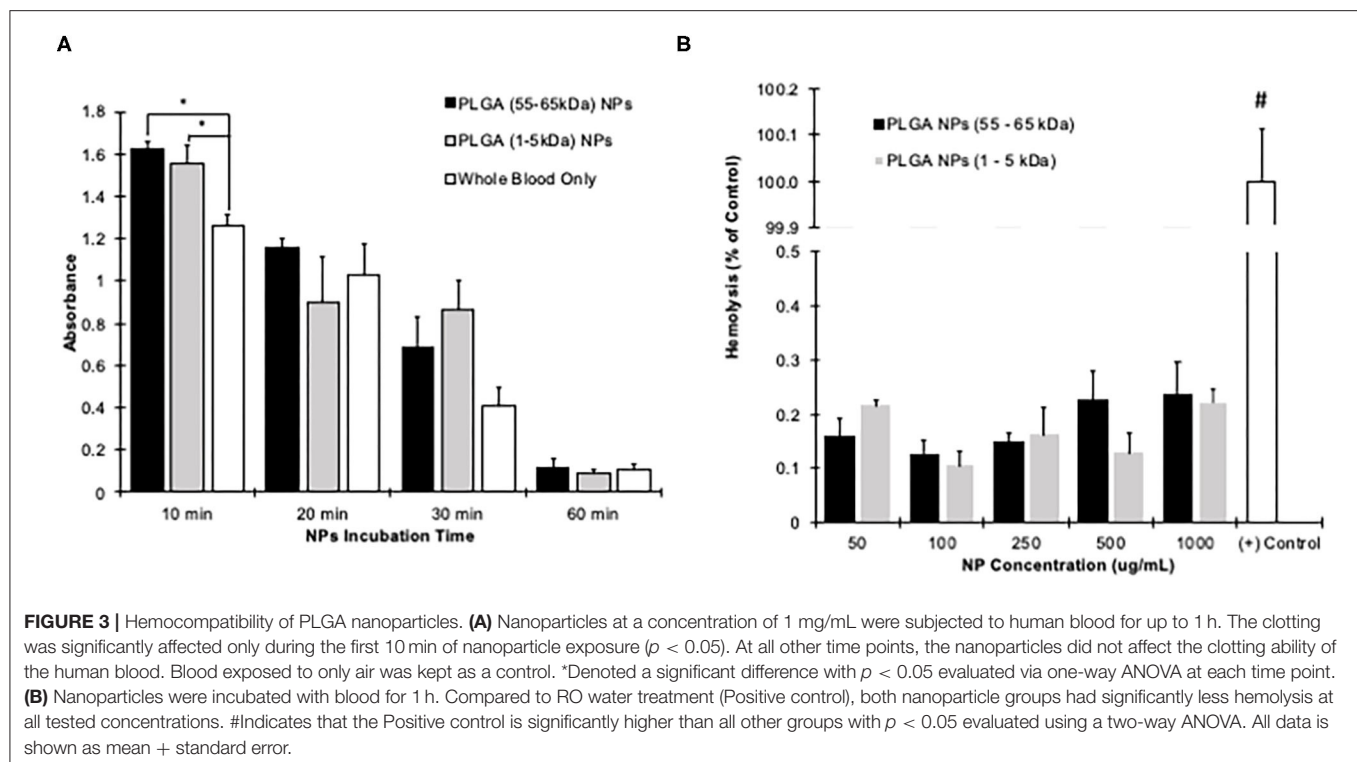 A
B
*
*
PLGA (55-65kDa) NPs
PLGA (1-5kDa) NPs
Whole Blood Only
1.8
1.6
1.4
1.2
1
0.8
0.6
0.4
0.2
0
Absorbance
10 min
20 min
30 min
60 min
NPs Incubation Time
#
PLGA NPs (55 - 65 kDa)
PLGA NPs (1 - 5 kDa)
100.2
100.1
100.0
99.9
0.5
0.4
0.3
0.2
0.1
0
Hemolysis (% of Control)
50
100
250
500
1000
(+) Control
NP Concentration (ug/mL)
FIGURE 3 | Hemocompatibility of PLGA nanoparticles. (A) Nanoparticles at a concentration of 1 mg/mL were subjected to human blood for up to 1 h. The clotting
was significantly affected only during the first 10 min of nanoparticle exposure (p < 0.05). At all other time points, the nanoparticles did not affect the clotting ability of
the human blood. Blood exposed to only air was kept as a control. *Denoted a significant difference with p < 0.05 evaluated via one-way ANOVA at each time point.
(B) Nanoparticles were incubated with blood for 1 h. Compared to RO water treatment (Positive control), both nanoparticle groups had significantly less hemolysis at
all tested concentrations. #Indicates that the Positive control is significantly higher than all other groups with p < 0.05 evaluated using a two-way ANOVA. All data is
shown as mean + standard error.